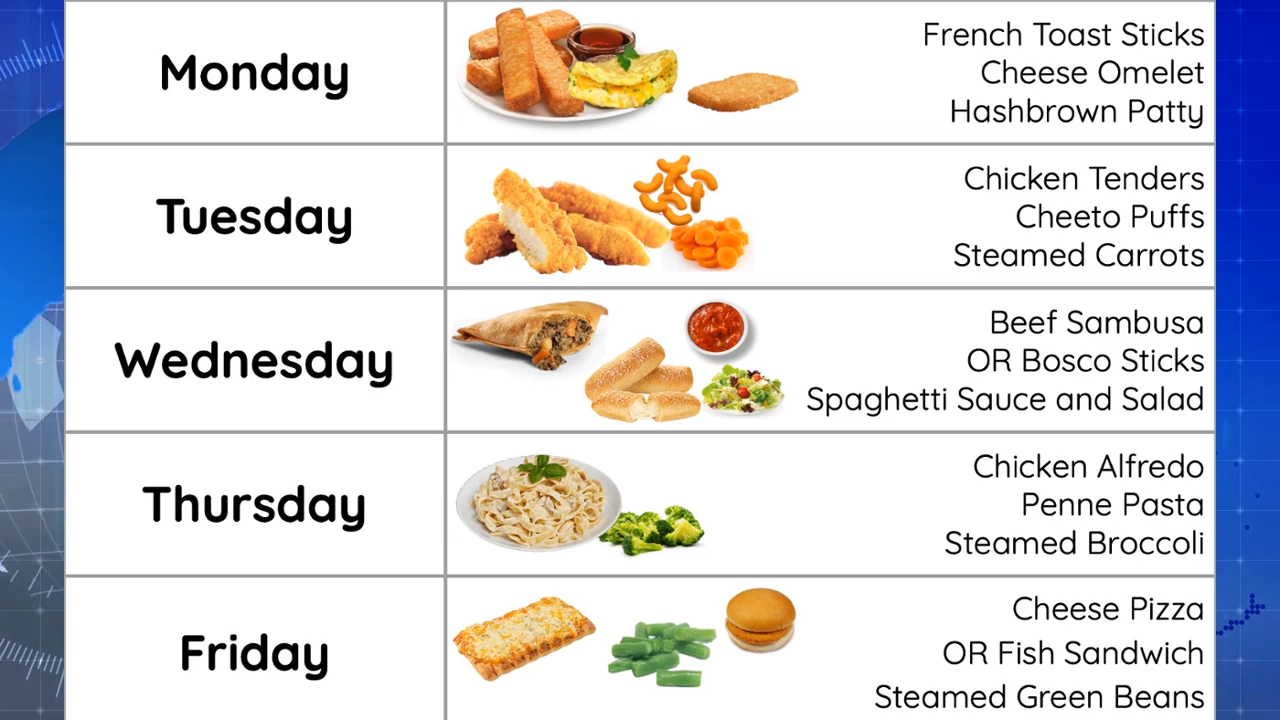 Monday
French Toast Sticks
Cheese Omelet
Hashbrown Patty
Tuesday
Chicken Tenders
Cheeto Puffs
Steamed Carrots
Wednesday
Beef Sambusa
OR Bosco Sticks
Spaghetti Sauce and Salad
Thursday
Chicken Alfredo
Penne Pasta
Steamed Broccoli
Friday
Cheese Pizza
OR Fish Sandwich
Steamed Green Beans